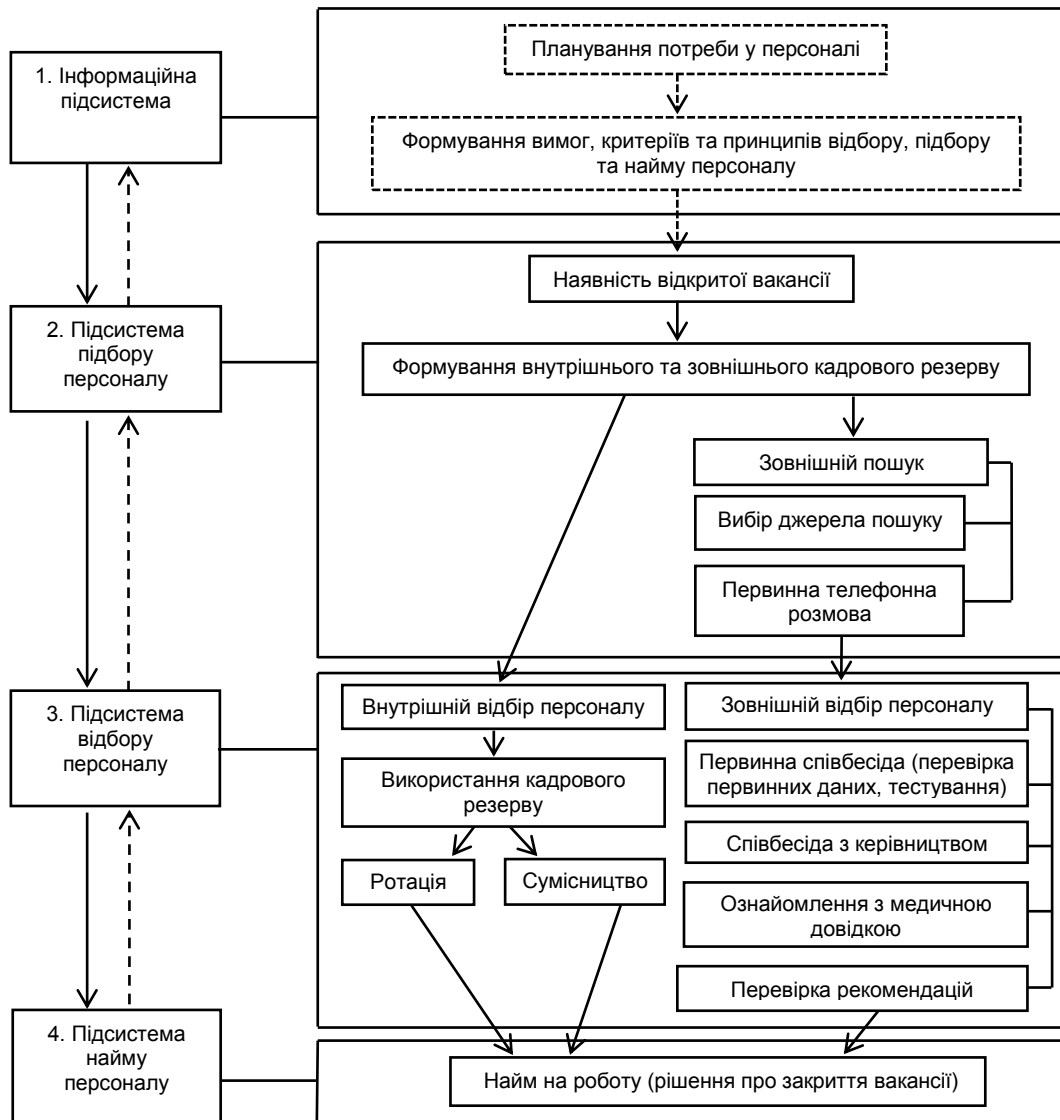 1. Інформаційна
підсистема
Планування потреби у персоналі
Формування вимог, критеріїв та принципів відбору, підбору
та найму персоналу
2. Підсистема
підбору
персоналу
Наявність відкритої вакансії
Формування внутрішнього та зовнішнього кадрового резерву
Зовнішній пошук
Вибір джерела пошуку
Первинна телефонна
розмова
3. Підсистема
відбору
персоналу
Внутрішній відбір персоналу
Використання кадрового
резерву
Ротація
Сумісництво
Зовнішній відбір персоналу
Первинна співбесіда (перевірка
первинних даних, тестування)
Співбесіда з керівництвом
Ознайомлення з медичною
довідкою
Перевірка рекомендацій
4. Підсистема
найму
персоналу
Найм на роботу (рішення про закриття вакансії)